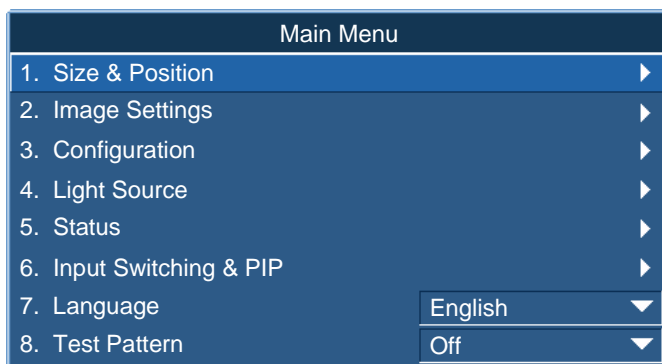 Main Menu
1. Size & Position
2. Image Settings
3. Configuration
4. Light Source
5. Status
6. Input Switching & PIP
7. Language English
8. Test Pattern Off